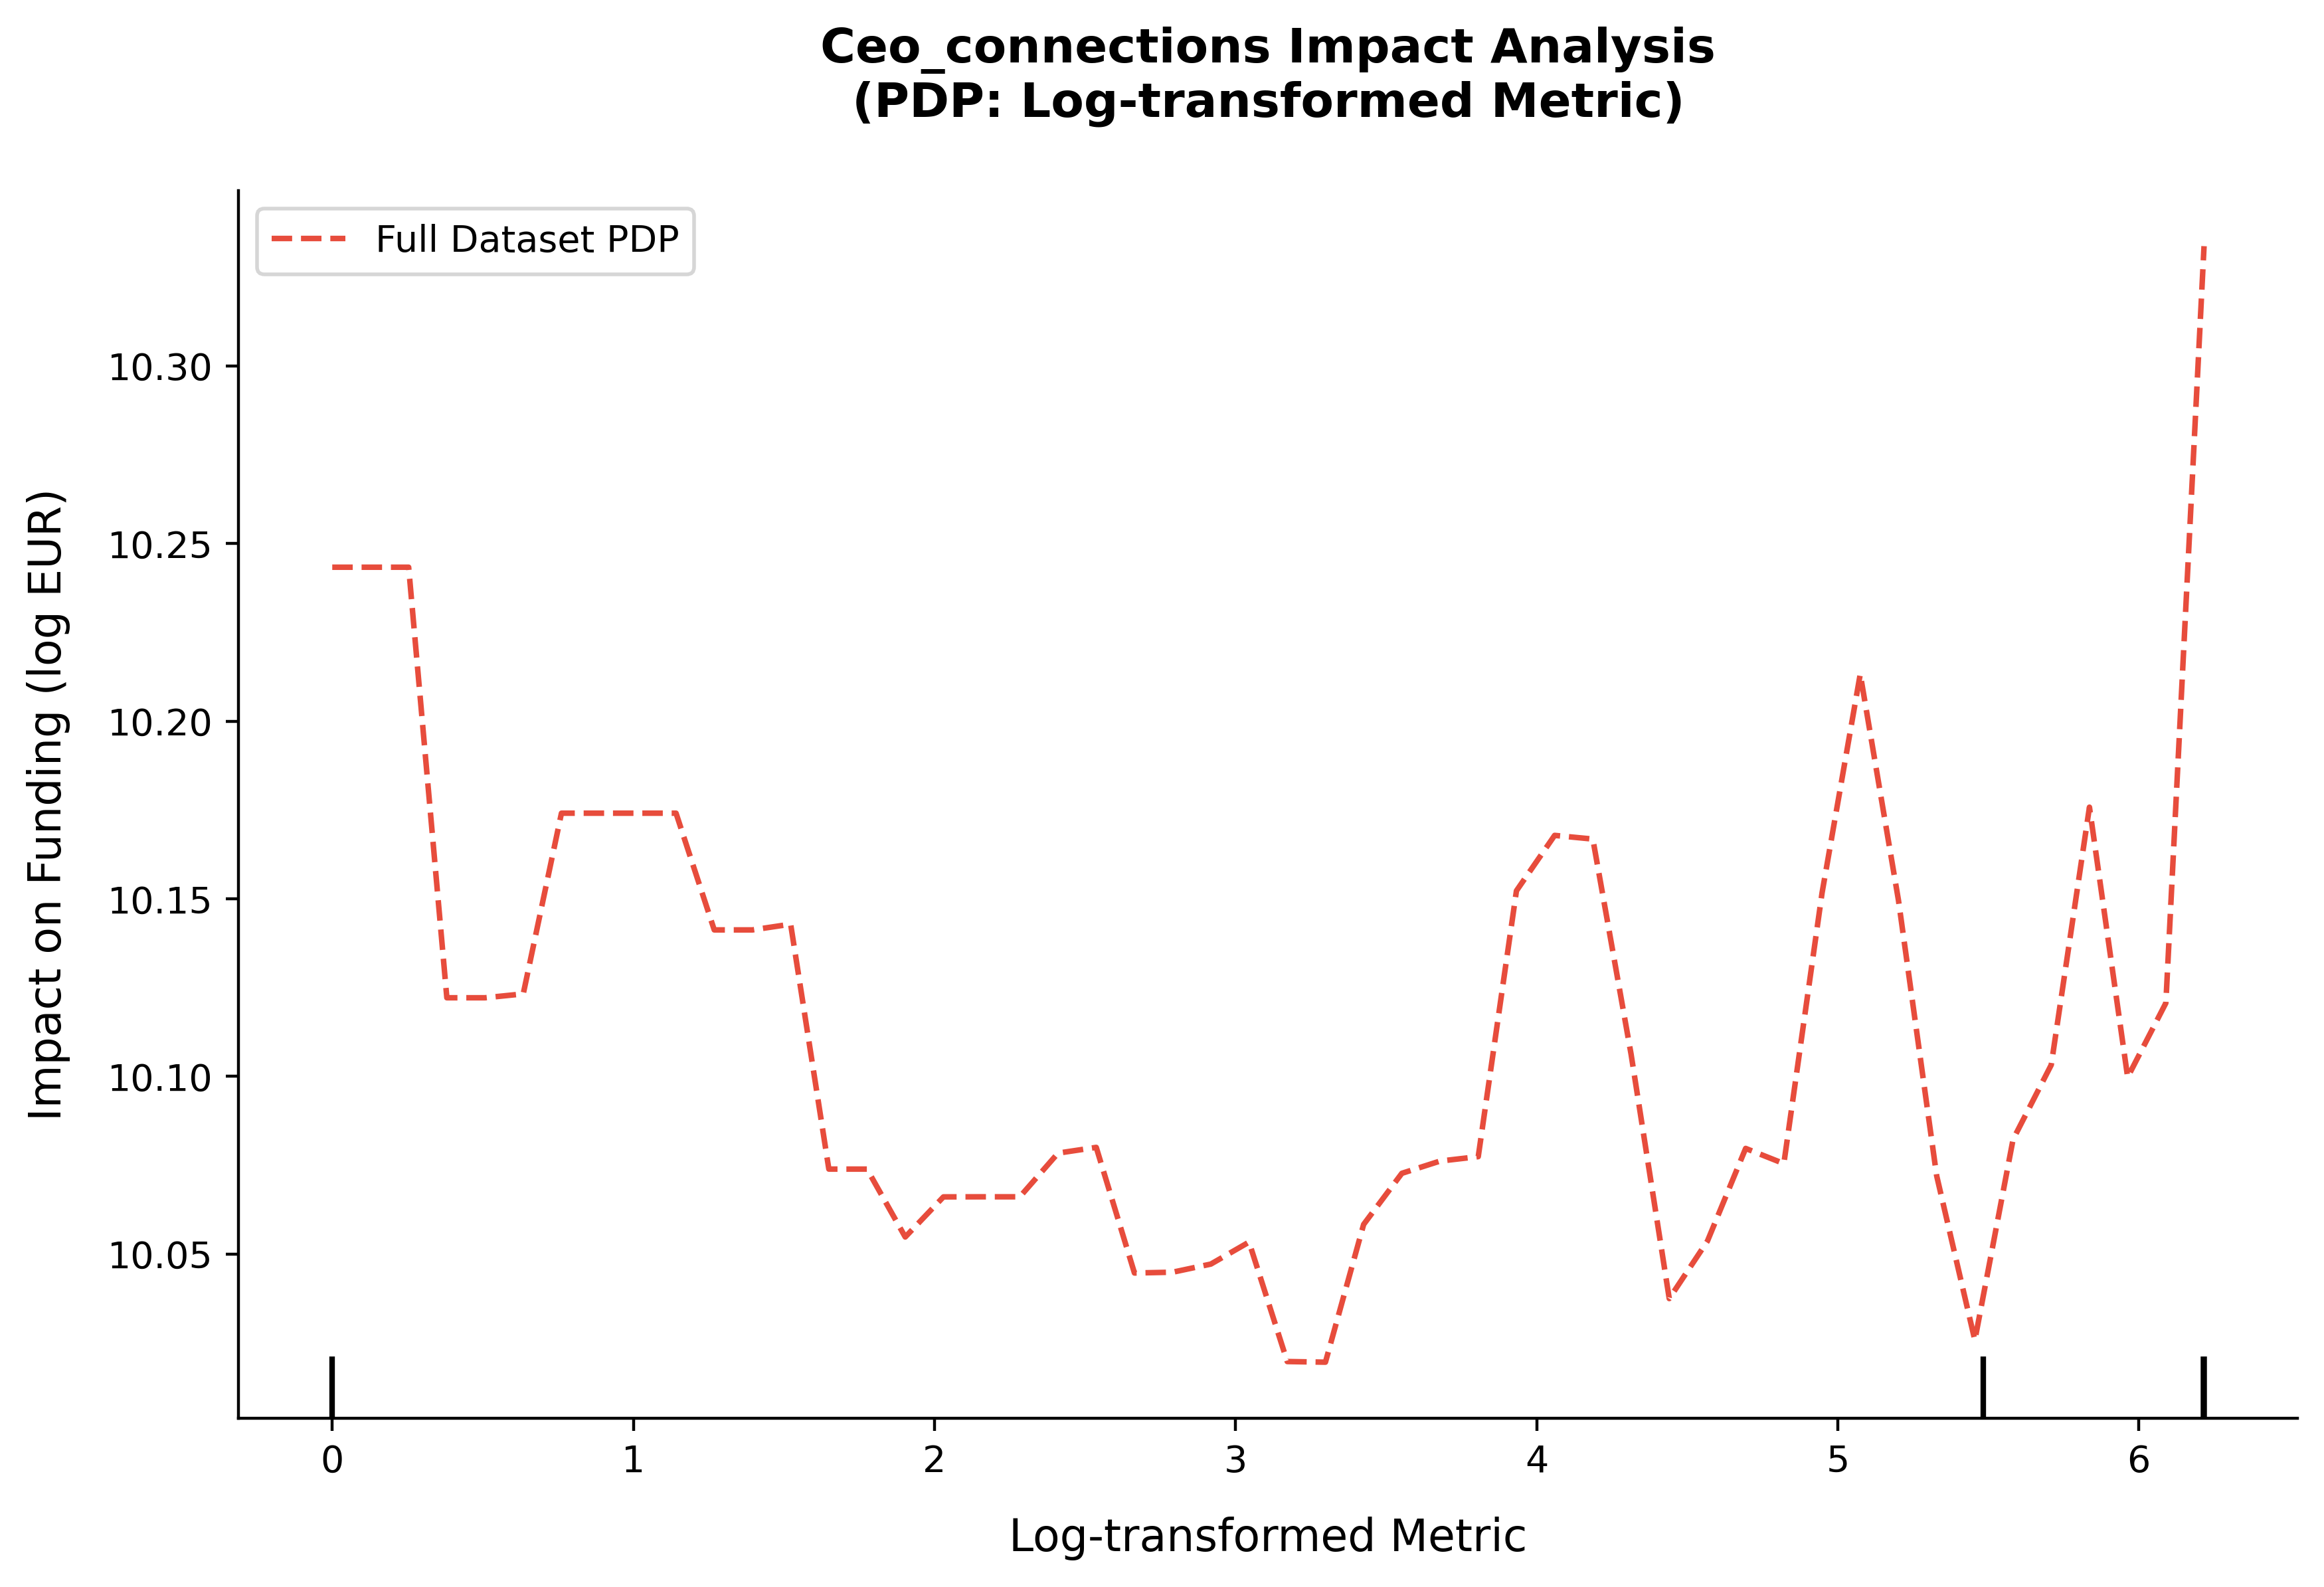 Ceo_connections Impact Analysis
(PDP: Log-transformed Metric)
Full Dataset PDP
Impact on Funding (log EUR)
10.30
10.25
10.20
10.15
10.10
10.05
0 1 2 3 4 5 6
Log-transformed Metric